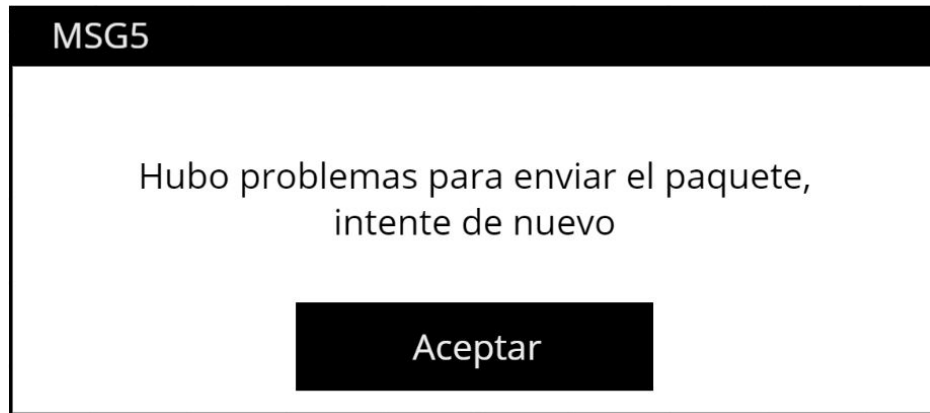 MSG5
Hubo problemas para enviar el paquete,
intente de nuevo
Aceptar